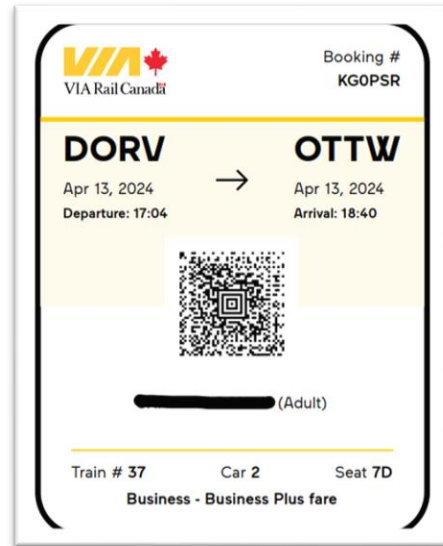 VIA
VIA Rail Canada
Booking #
KG0PSR
DORV → OTTW
Apr 13, 2024 Apr 13, 2024
Departure: 17:04 Arrival: 18:40
(Adult)
Train # 37 Car 2 Seat 7D
Business - Business Plus fare